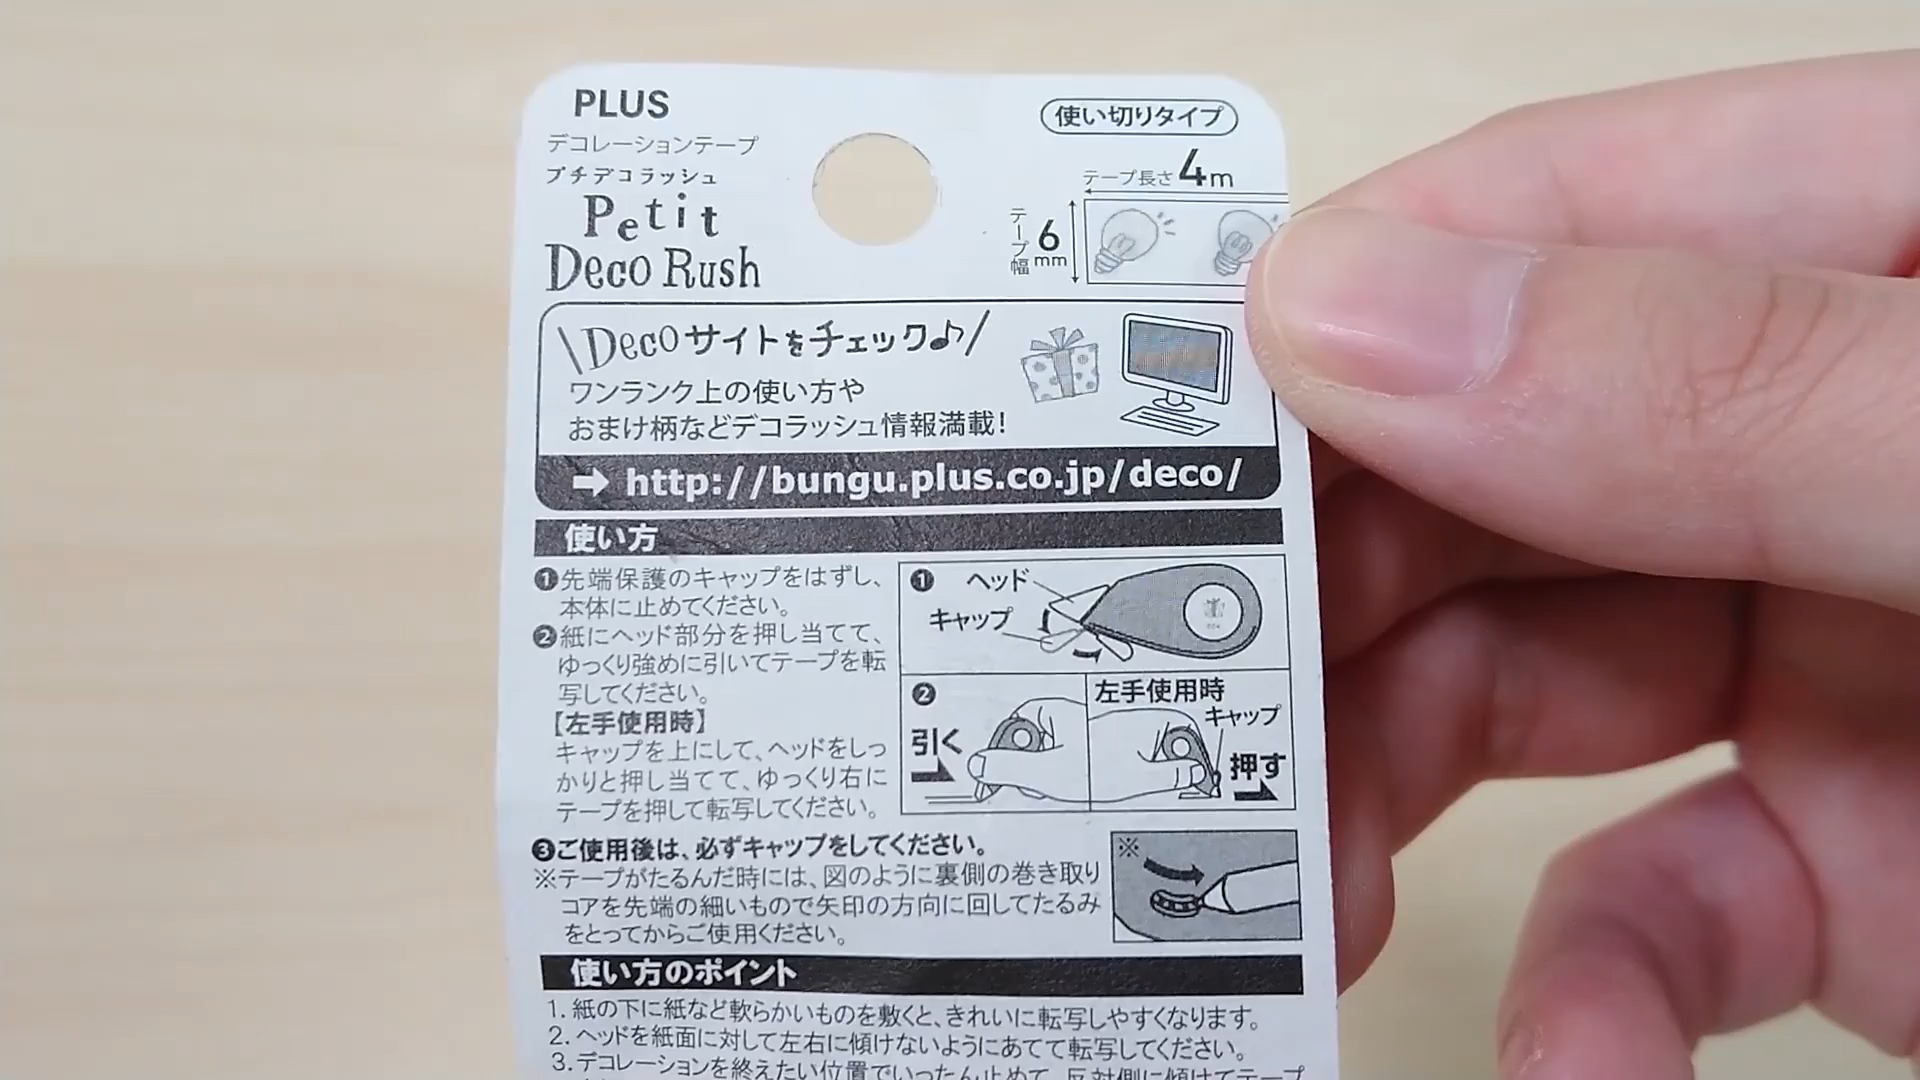 PLUS
デコレーションテープ
プチデコラッシュ
Petit
Deco Rush
使い切りタイプ
テープ長さ 4m
テープ幅 6mm
\Decoサイトをチェック♪/
ワンランク上の使い方や
おまけ柄などデコラッシュ情報満載!
➡ http://bungu.plus.co.jp/deco/
使い方
❶先端保護のキャップをはずし、
本体に止めてください。
❷紙にヘッド部分を押し当てて、
ゆっくり強めに引いてテープを転
写してください。
【左手使用時】
キャップを上にして、ヘッドをしっ
かりと押し当てて、ゆっくり右に
テープを押して転写してください。
❶ ヘッド
キャップ
❷
引く
左手使用時
キャップ
押す
❸ご使用後は、必ずキャップをしてください。
※テープがたるんだ時には、図のように裏側の巻き取り
コアを先端の細いもので矢印の方向に回してたるみ
をとってからご使用ください。
※
使い方のポイント
1. 紙の下に紙など軟らかいものを敷くと、きれいに転写しやすくなります。
2. ヘッドを紙面に対して左右に傾けないようにあてて転写してください。
3. デコレーションを終えたい位置でいったん止めて、反対側に傾けてテープ